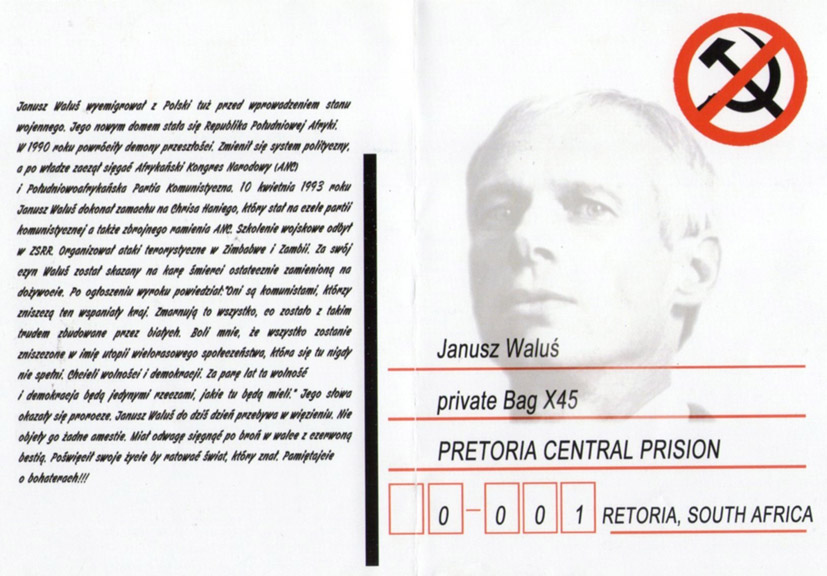 Janusz Waluś wyemigrował z Polski tuż przed wprowadzeniem stanu
wojennego. Jego nowym domem stała się Republika Południowej Afryki.
W 1990 roku powróciły demony przeszłości. Zmienił się system polityczny,
a po władze zaczął sięgać Afrykański Kongres Narodowy (ANC)
i Południowoafrykańska Partia Komunistyczna. 10 kwietnia 1993 roku
Janusz Waluś dokonał zamachu na Chrisa Haniego, który stał na czele partii
komunistycznej a także zbrojnego ramienia ANC. Szkolenie wojskowe odbył
w ZSRR. Organizował ataki terorystyczne w Zimbabwe i Zambii. Za swój
czyn Waluś został skazany na karę śmierci ostatecznie zamienioną na
dożywocie. Po ogłoszeniu wyroku powiedział:"Oni są komunistami, którzy
zniszczą ten wspaniały kraj. Zmarnują to wszystko, co zostało z takim
trudem zbudowane przez białych. Boli mnie, że wszystko zostanie
zniszczone w imię utopii wielorasowego społeczeństwa, która się tu nigdy
nie spełni. Chcieli wolności i demokracji. Za parę lat ta wolność
i demokracja będą jedynymi rzeczami, jakie tu będą mieli." Jego słowa
okazały się prorocze. Janusz Waluś do dziś dzień przebywa w więzieniu. Nie
objęły go żadne amestie. Miał odwagę sięgnąć po broń w walce z czerwoną
bestią. Poświęcił swoje życie by ratować świat, który znał. Pamiętajcie
o bohaterach!!!
Janusz Waluś
private Bag X45
PRETORIA CENTRAL PRISION
0-001 RETORIA, SOUTH AFRICA